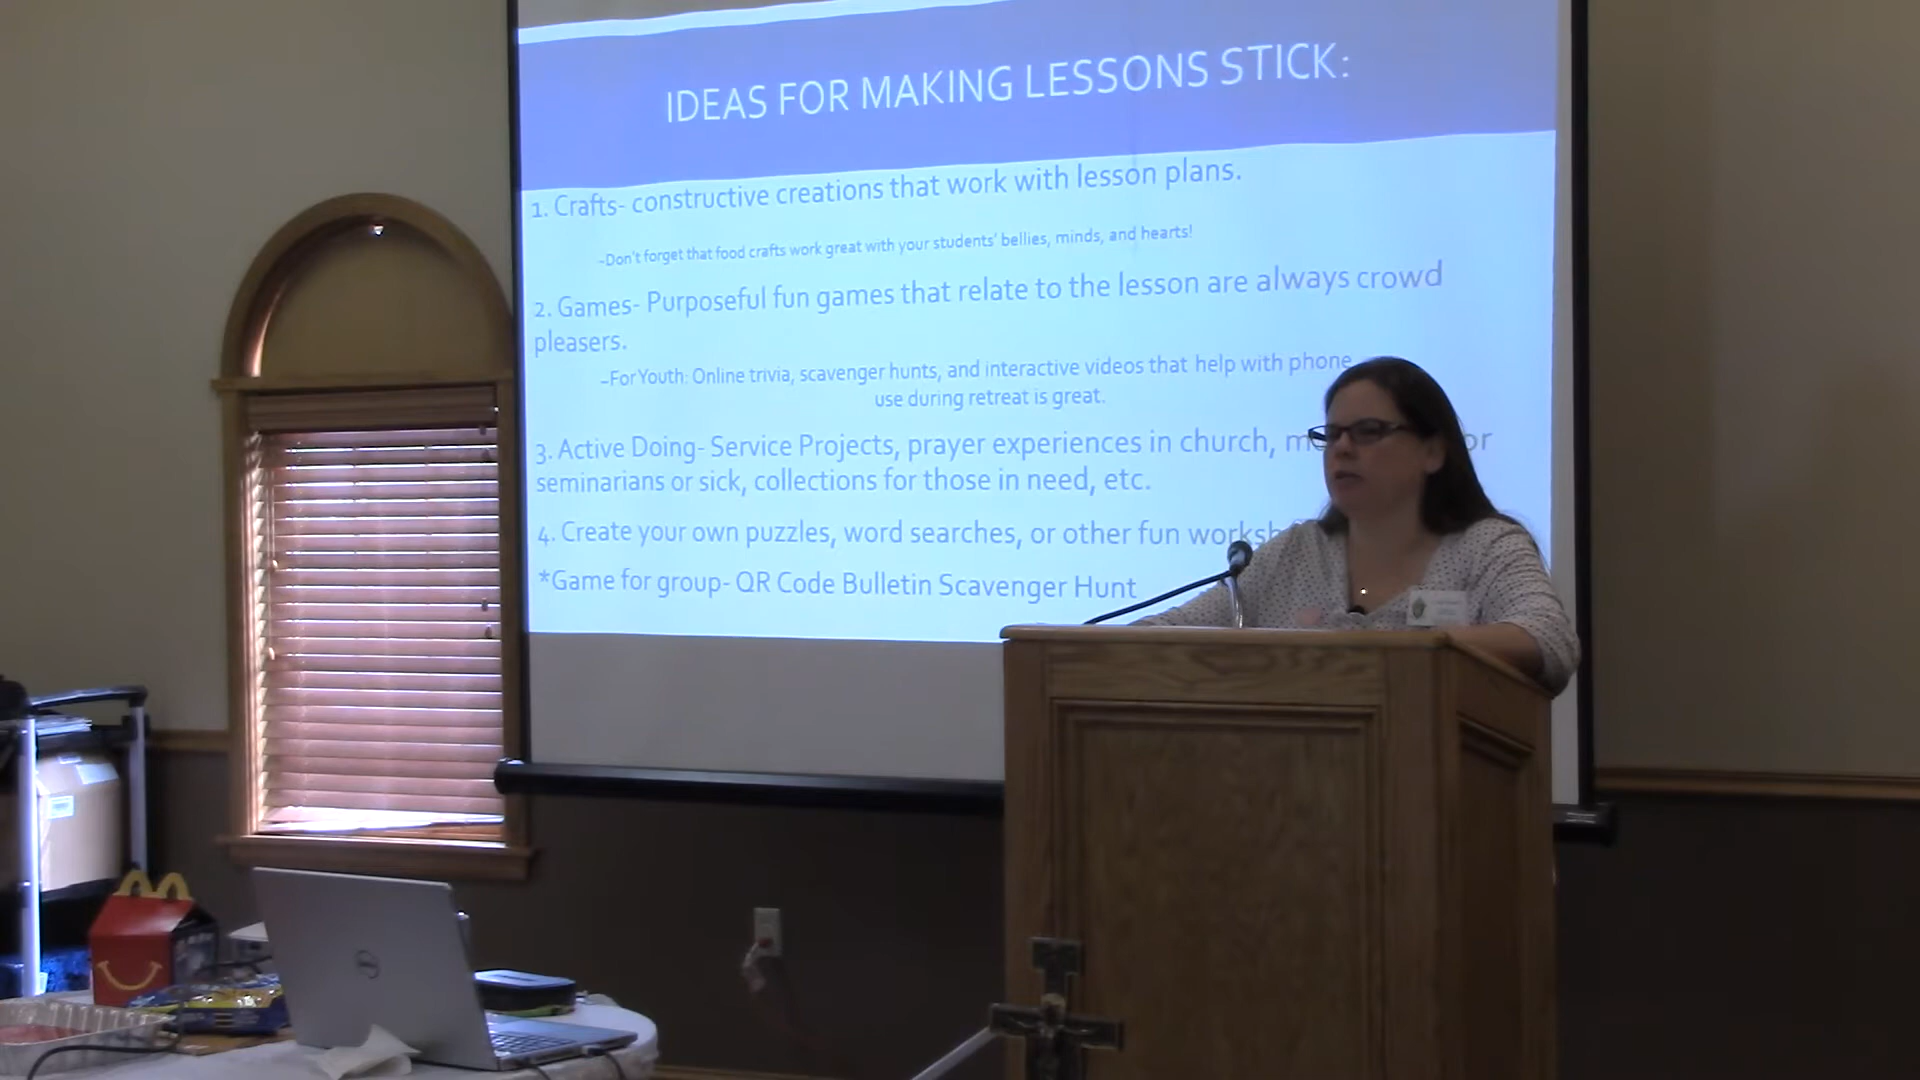 IDEAS FOR MAKING LESSONS STICK:
1. Crafts- constructive creations that work with lesson plans.
-Don't forget that food crafts work great with your students' bellies, minds, and hearts!
2. Games- Purposeful fun games that relate to the lesson are always crowd
pleasers.
-For Youth: Online trivia, scavenger hunts, and interactive videos that help with phone
use during retreat is great.
3. Active Doing- Service Projects, prayer experiences in church, or
seminarians or sick, collections for those in need, etc.
4. Create your own puzzles, word searches, or other fun
*Game for group- QR Code Bulletin Scavenger Hunt
DELL